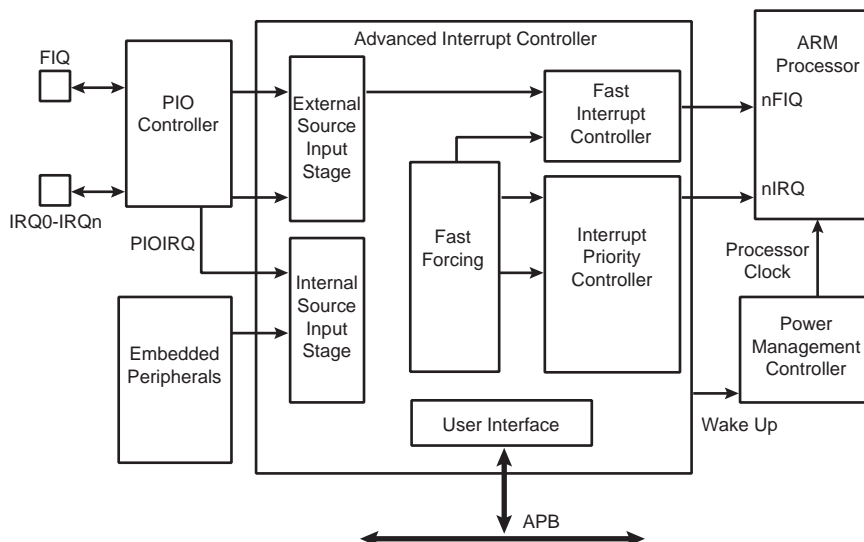 FIQ
IRQ0-IRQn
PIO
Controller
PIOIRQ
Embedded
Peripherals
Advanced Interrupt Controller
External
Source
Input
Stage
Internal
Source
Input
Stage
Fast
Forcing
Fast
Interrupt
Controller
Interrupt
Priority
Controller
User Interface
APB
ARM
Processor
nFIQ
nIRQ
Processor
Clock
Power
Management
Controller
Wake Up